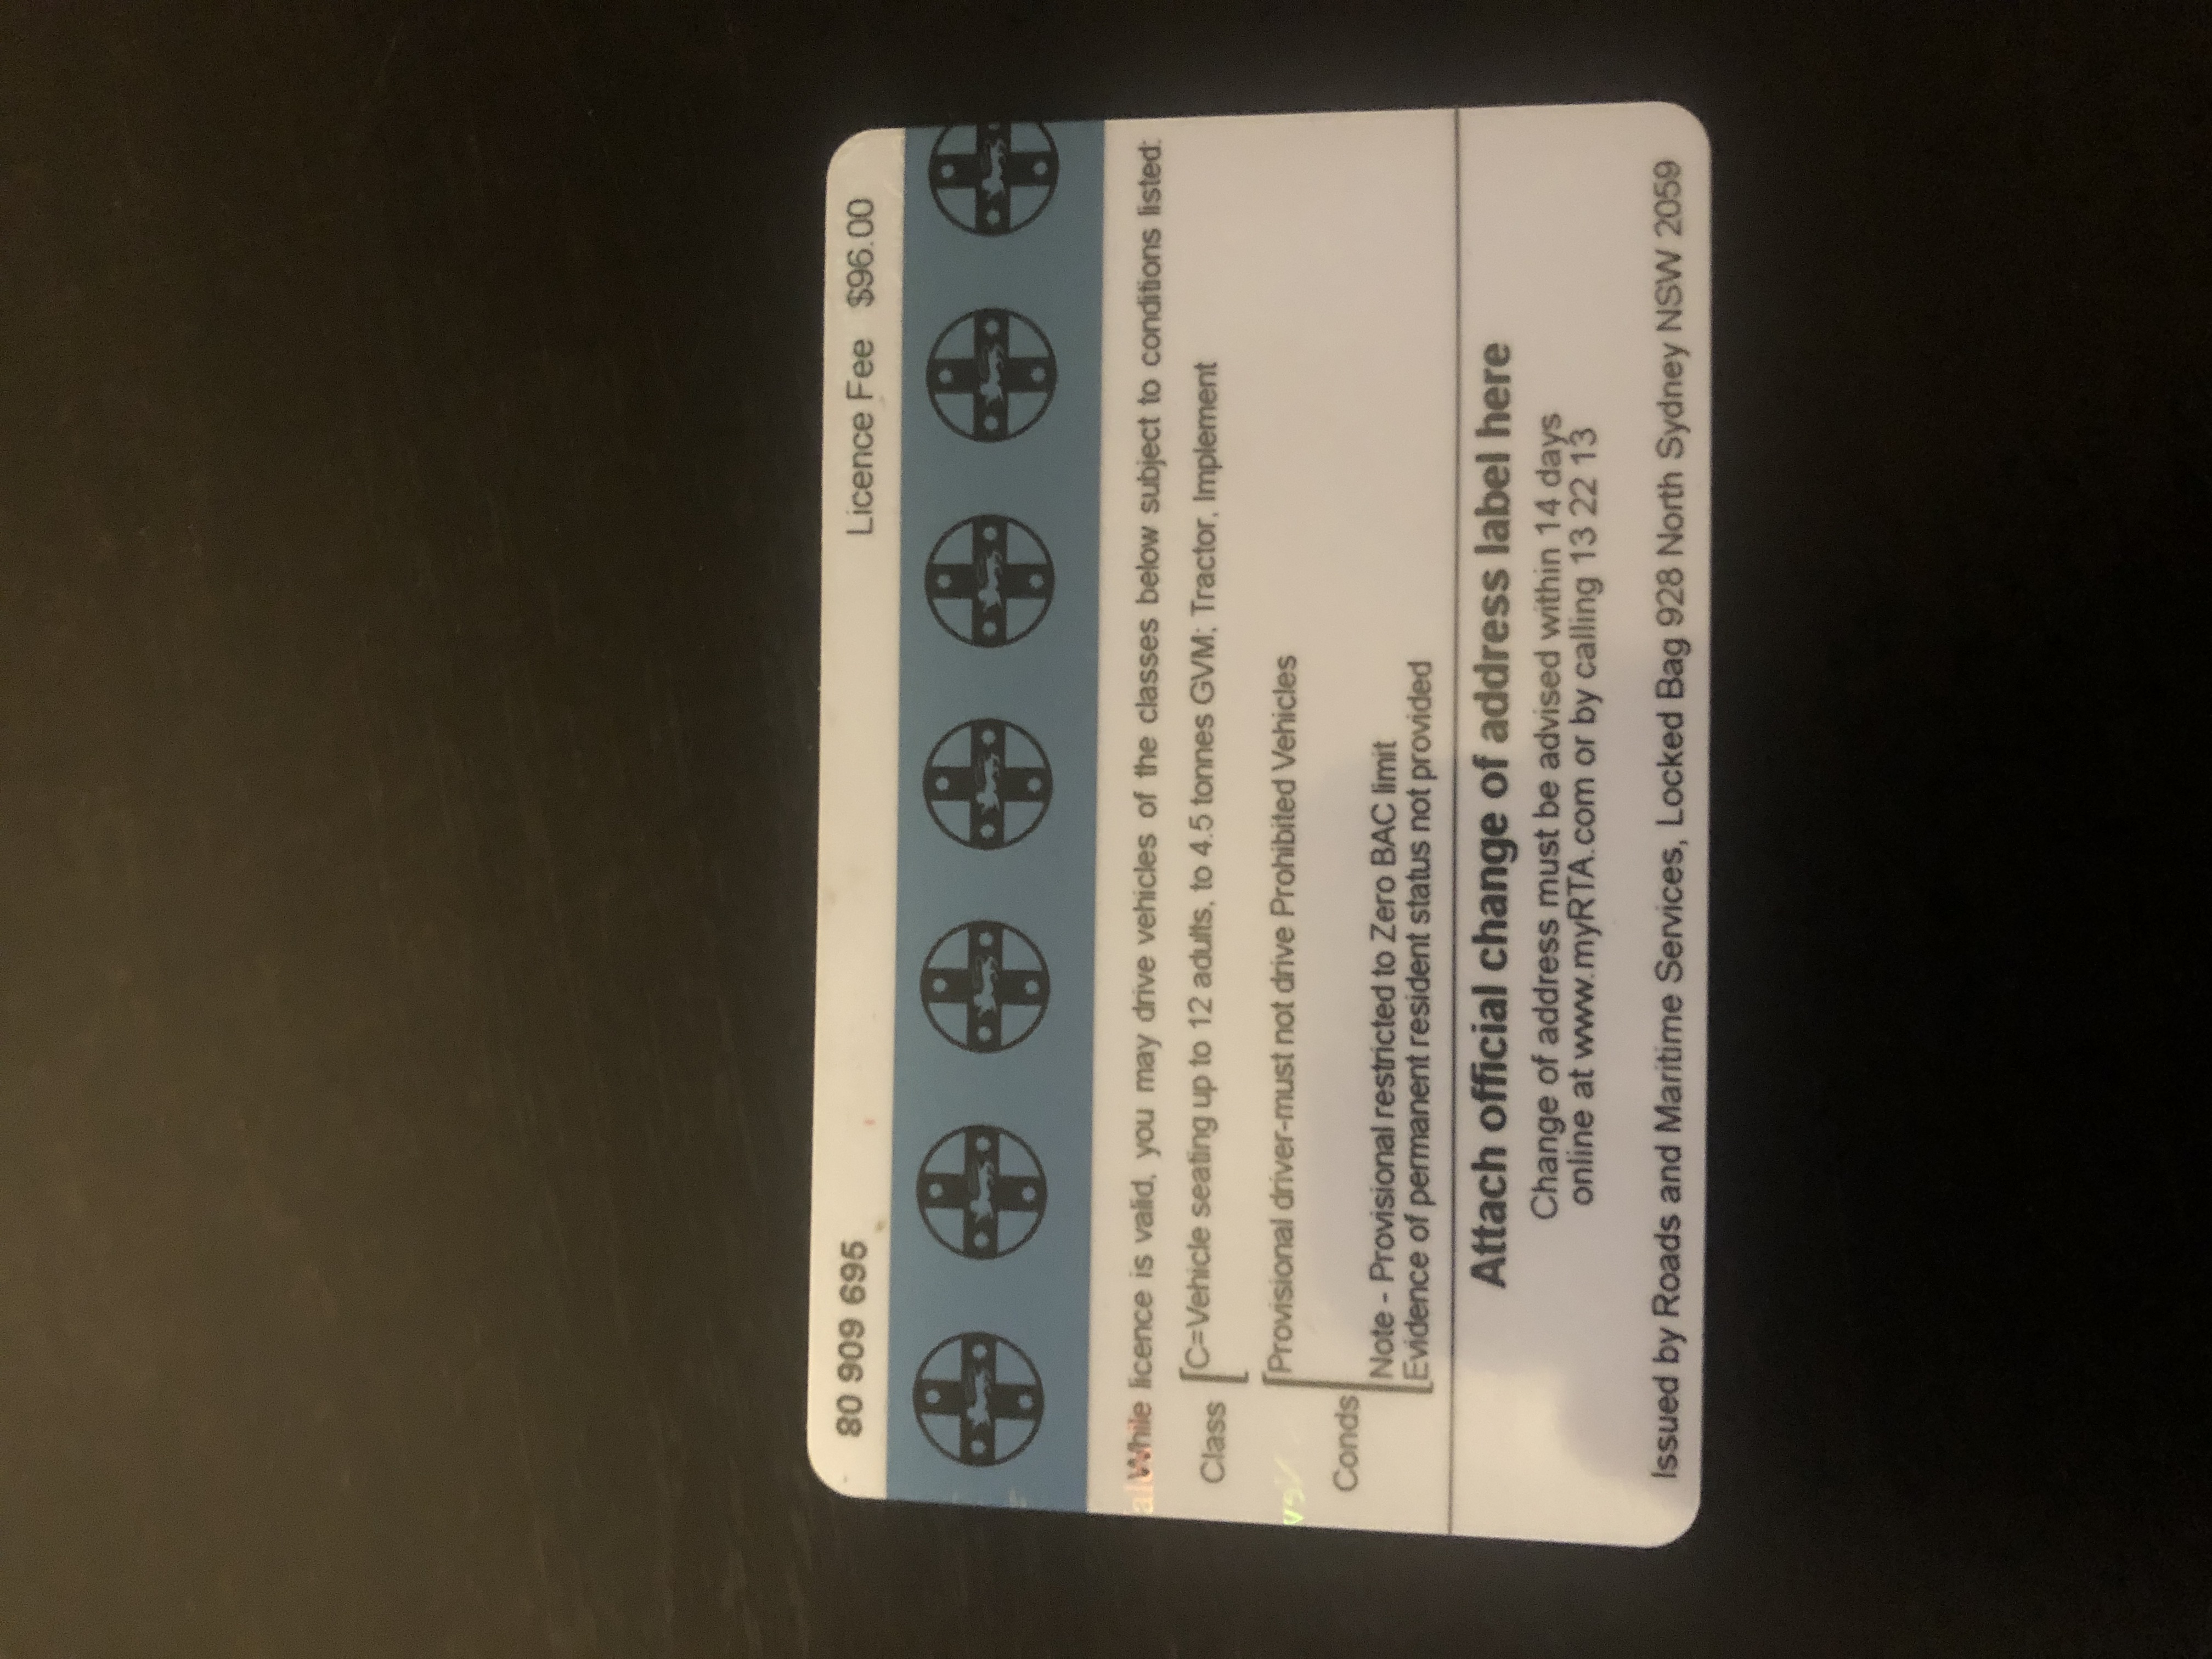 80 909 695 Licence Fee $96.00
While licence is valid, you may drive vehicles of the classes below subject to conditions listed:
Class C=Vehicle seating up to 12 adults, to 4.5 tonnes GVM; Tractor, Implement
Provisional driver-must not drive Prohibited Vehicles
Conds
Note - Provisional restricted to Zero BAC limit
Evidence of permanent resident status not provided
Attach official change of address label here
Change of address must be advised within 14 days
online at www.myRTA.com or by calling 13 22 13
Issued by Roads and Maritime Services, Locked Bag 928 North Sydney NSW 2059